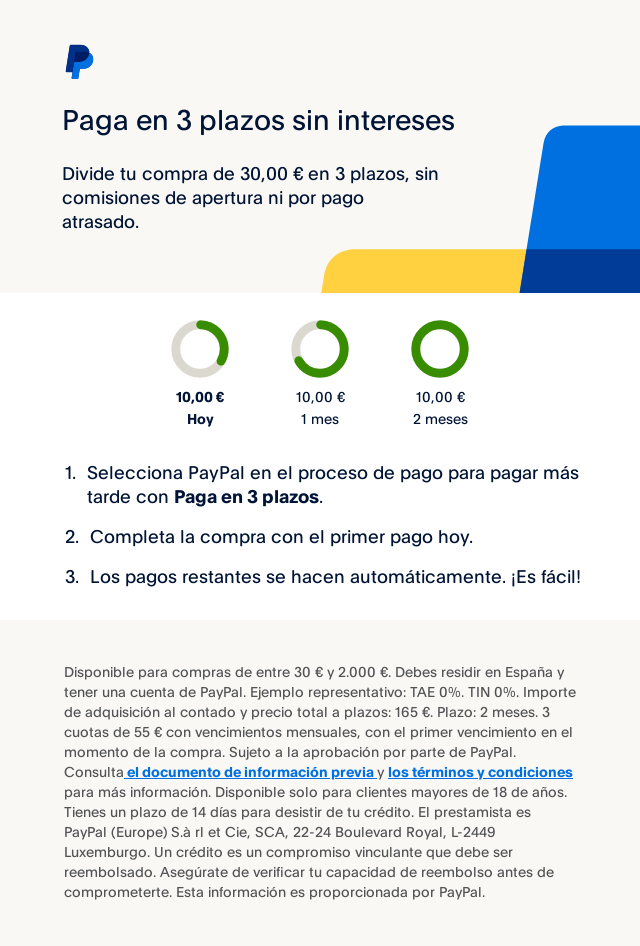 Paga en 3 plazos sin intereses
Divide tu compra de 30,00 € en 3 plazos, sin
comisiones de apertura ni por pago
atrasado.
10,00 € 10,00 € 10,00 €
Hoy 1 mes 2 meses
1. Selecciona PayPal en el proceso de pago para pagar más
tarde con Paga en 3 plazos.
2. Completa la compra con el primer pago hoy.
3. Los pagos restantes se hacen automáticamente. ¡Es fácil!
Disponible para compras de entre 30 € y 2.000 €. Debes residir en España y
tener una cuenta de PayPal. Ejemplo representativo: TAE 0%. TIN 0%. Importe
de adquisición al contado y precio total a plazos: 165 €. Plazo: 2 meses. 3
cuotas de 55 € con vencimientos mensuales, con el primer vencimiento en el
momento de la compra. Sujeto a la aprobación por parte de PayPal.
Consulta el documento de información previa y los términos y condiciones
para más información. Disponible solo para clientes mayores de 18 de años.
Tienes un plazo de 14 días para desistir de tu crédito. El prestamista es
PayPal (Europe) S.à rl et Cie, SCA, 22-24 Boulevard Royal, L-2449
Luxemburgo. Un crédito es un compromiso vinculante que debe ser
reembolsado. Asegúrate de verificar tu capacidad de reembolso antes de
comprometerte. Esta información es proporcionada por PayPal.